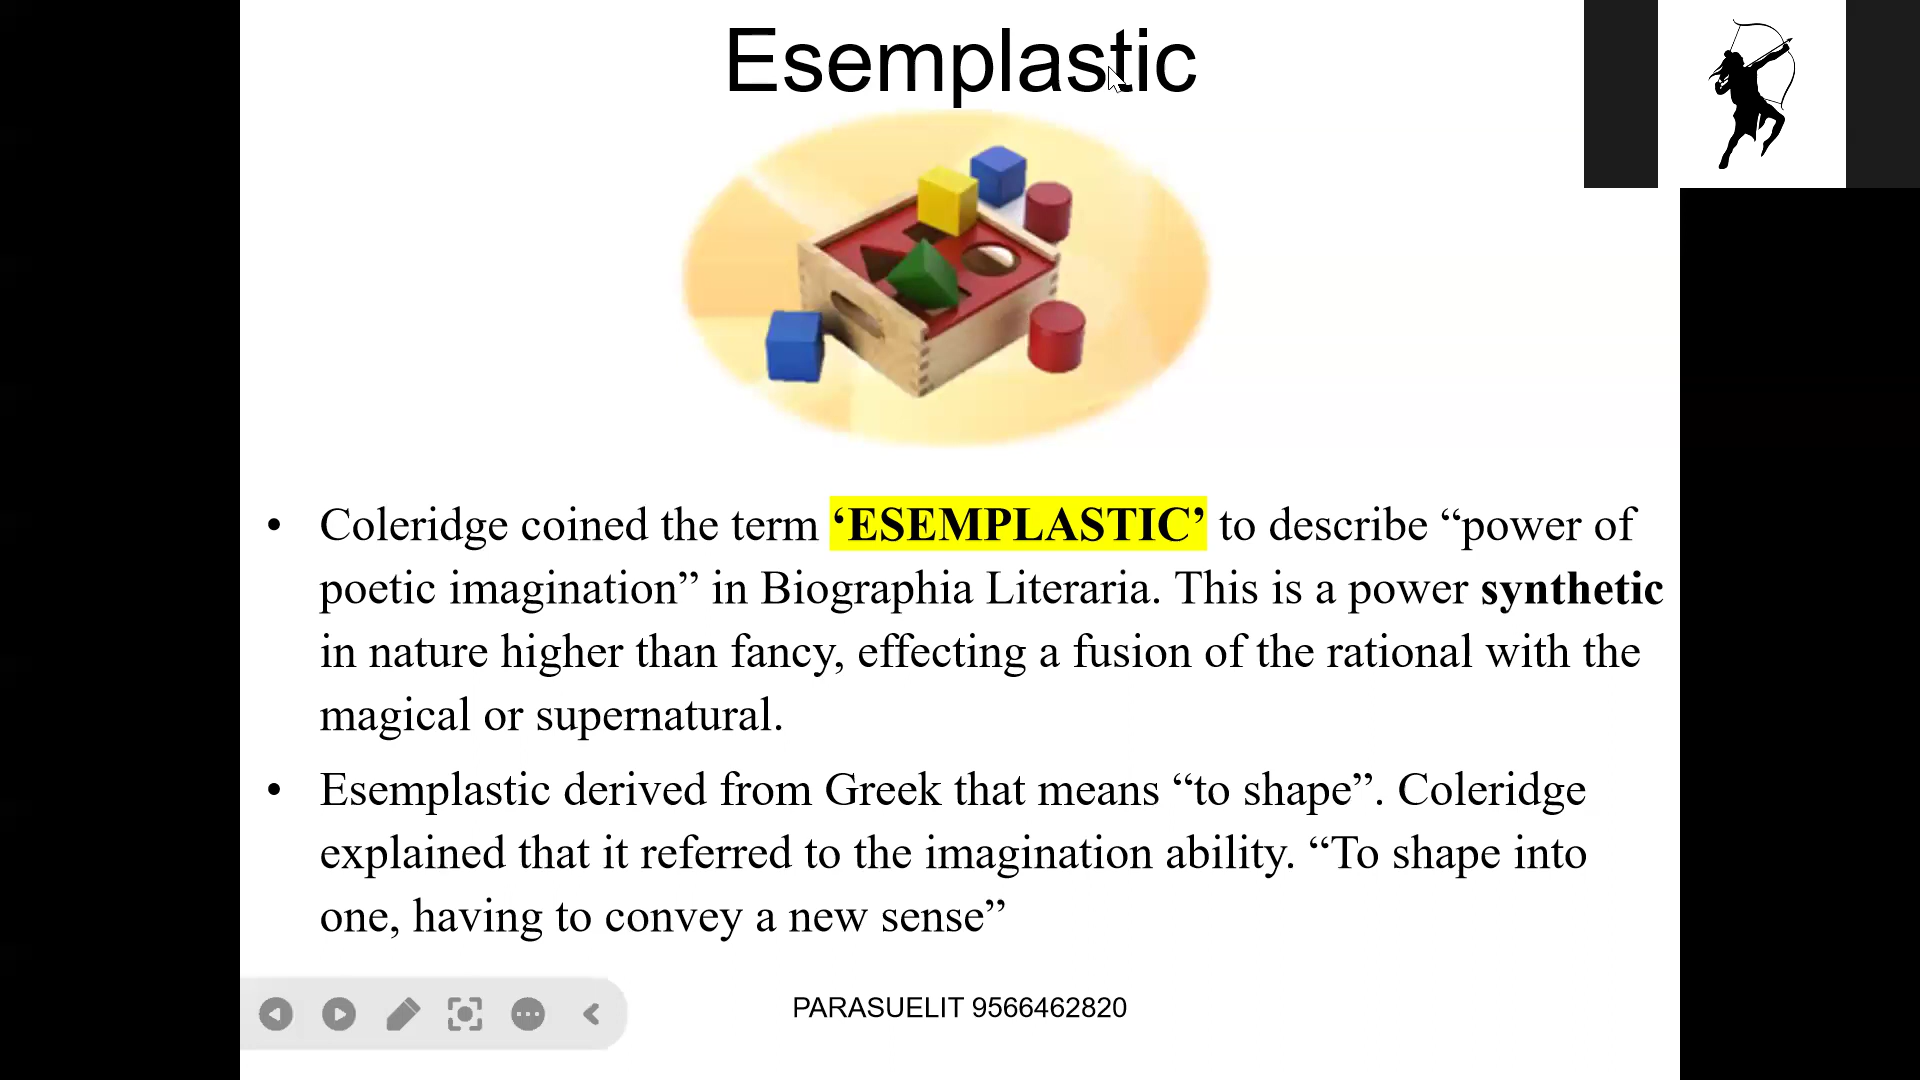 Esemplastic
• Coleridge coined the term ‘ESEMPLASTIC’ to describe “power of
poetic imagination” in Biographia Literaria. This is a power synthetic
in nature higher than fancy, effecting a fusion of the rational with the
magical or supernatural.
• Esemplastic derived from Greek that means “to shape”. Coleridge
explained that it referred to the imagination ability. “To shape into
one, having to convey a new sense”
PARASUELIT 9566462820